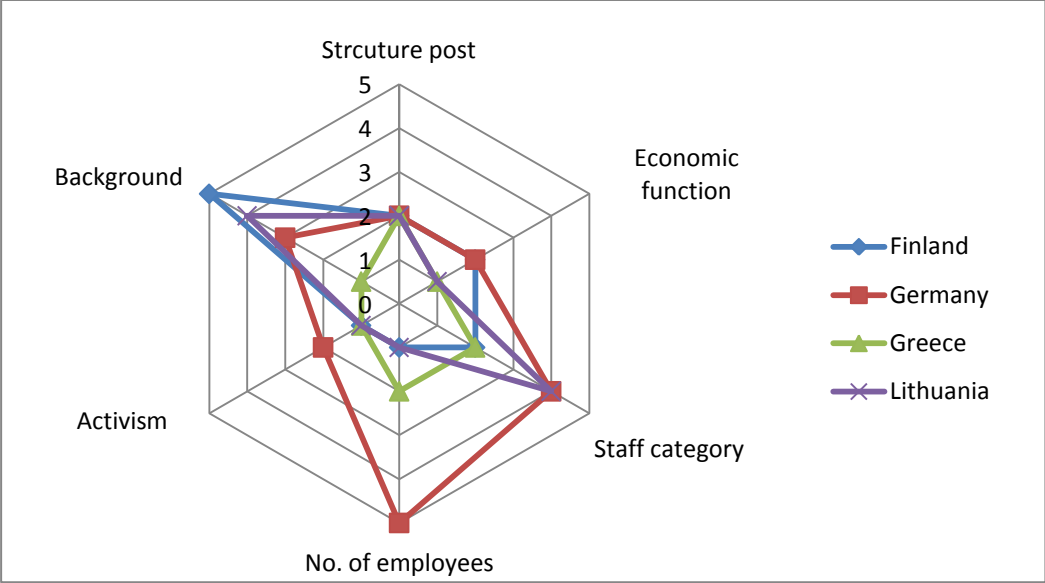 Strcuture post
5
4
3
2
1
0
Economic
function
Staff category
No. of employees
Activism
Background
Finland
Germany
Greece
Lithuania